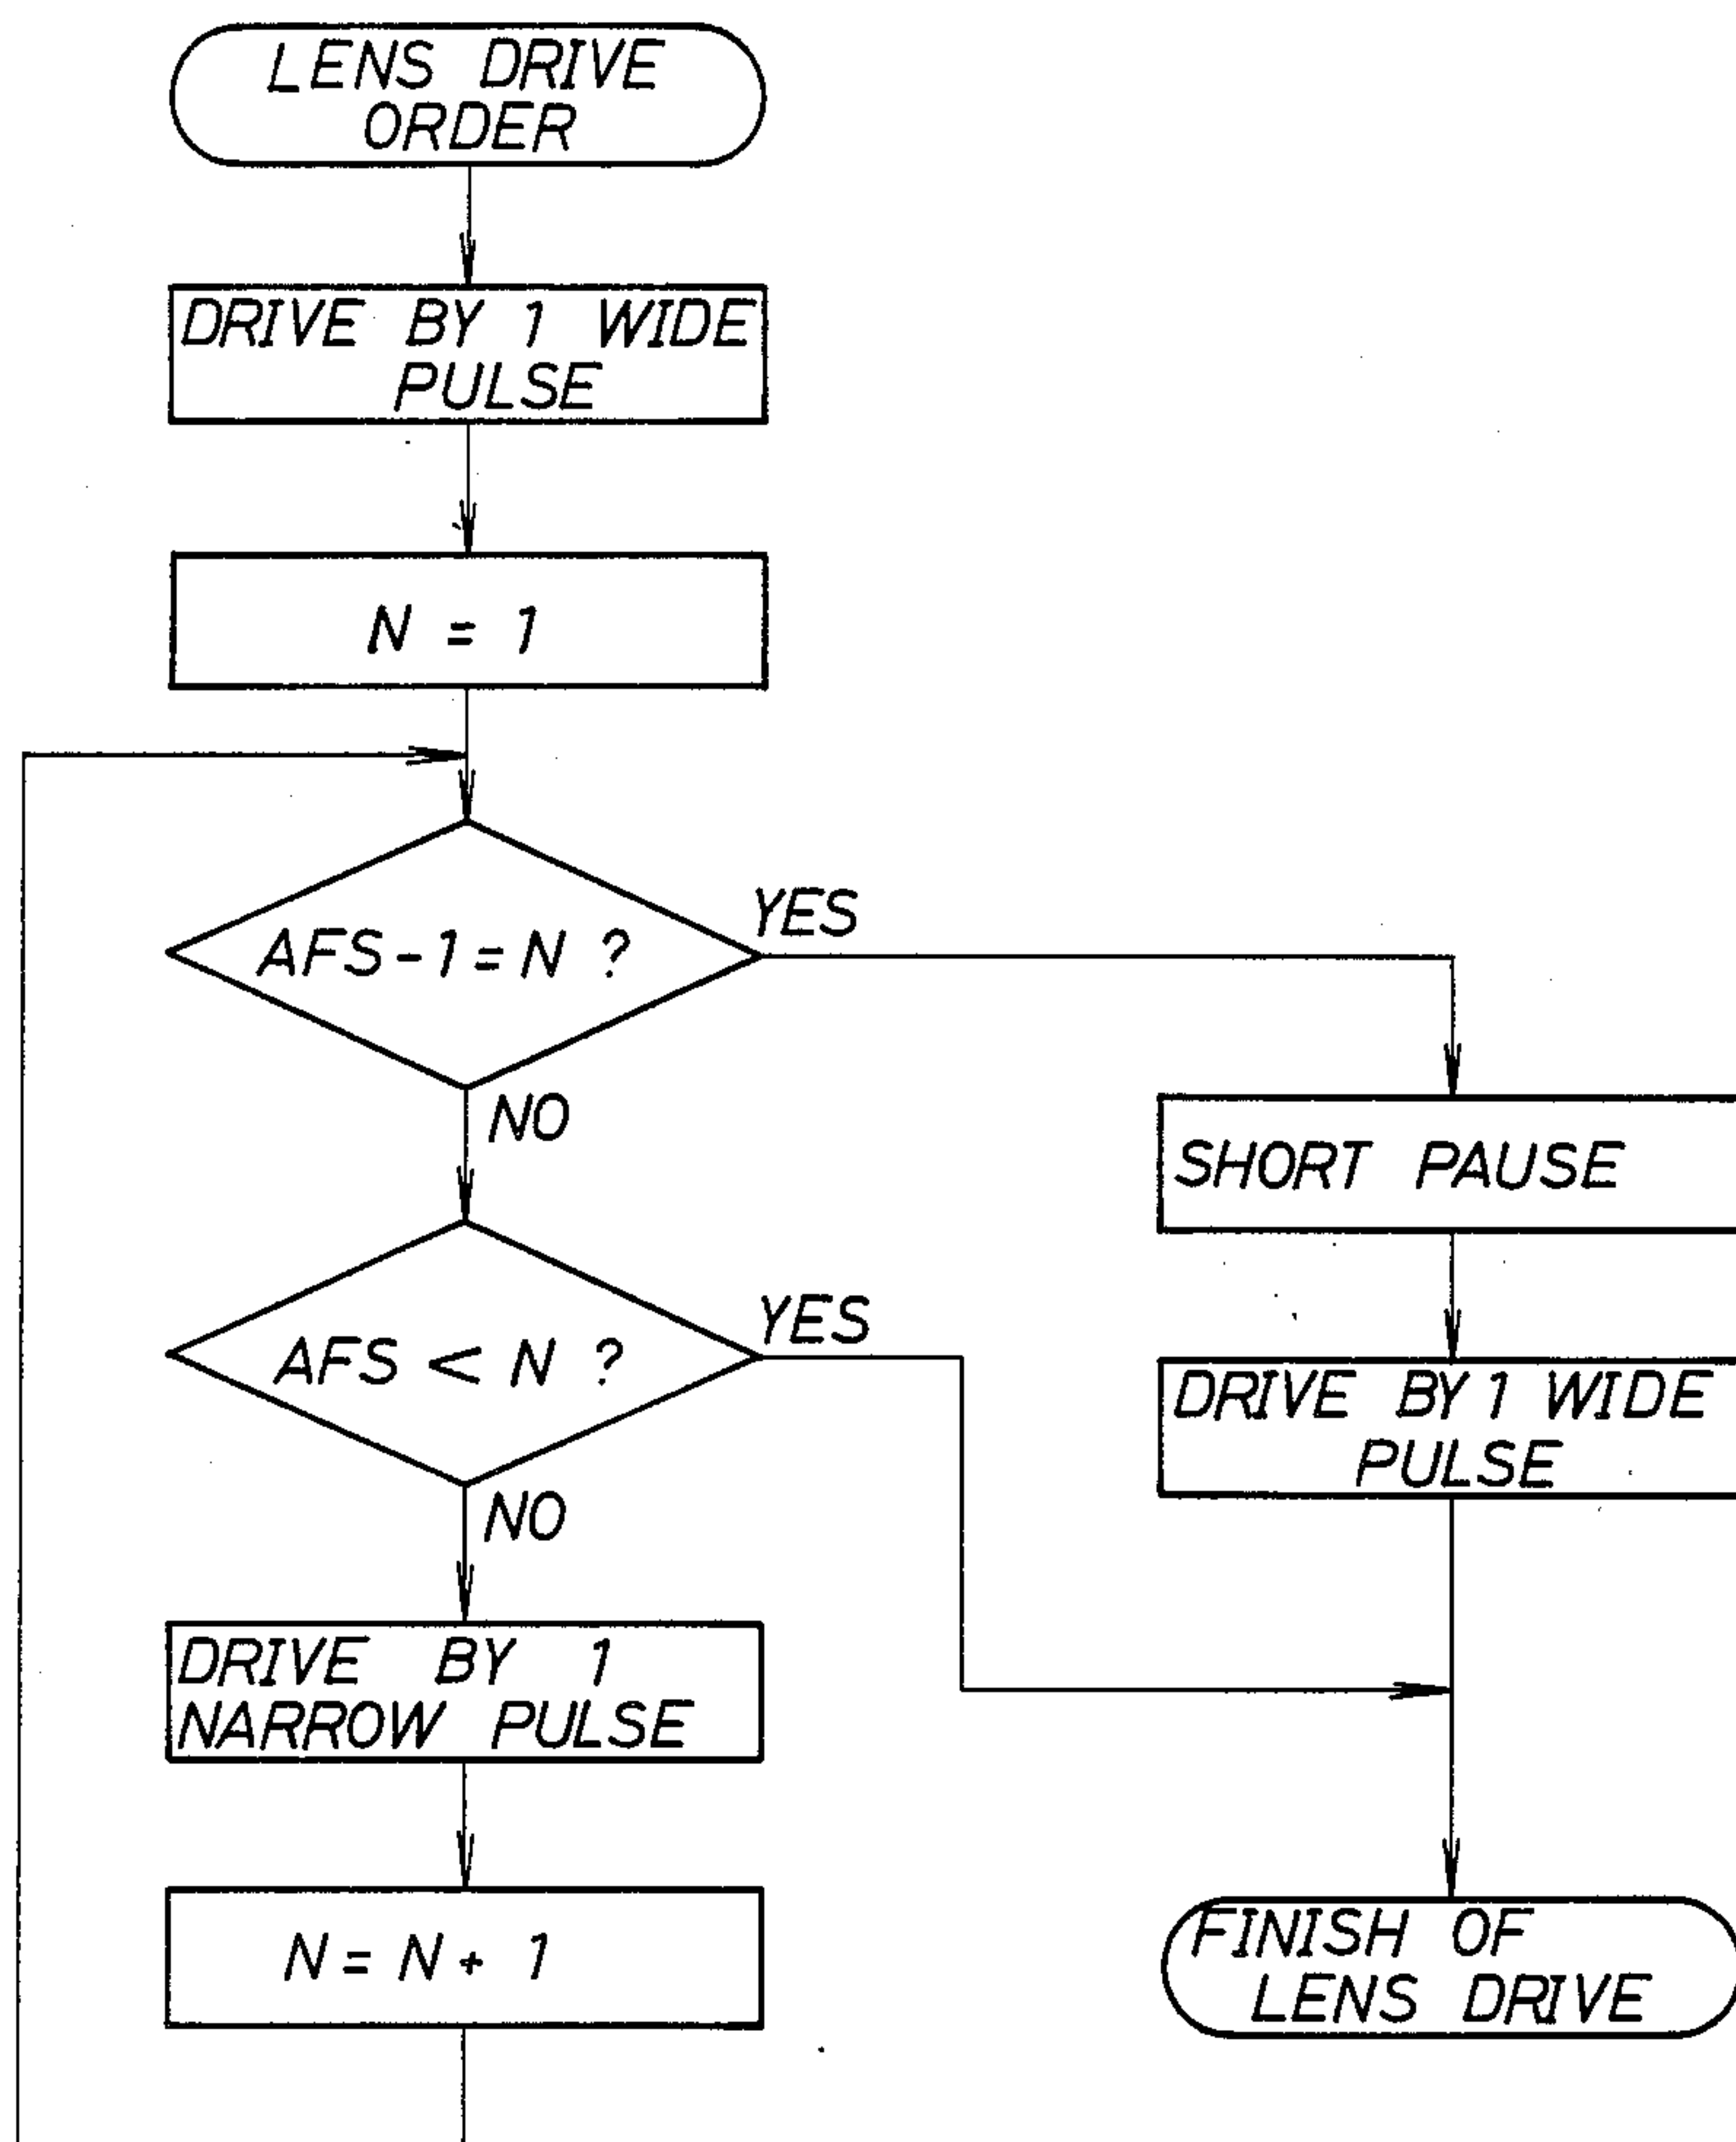 LENS DRIVE
ORDER
DRIVE BY 1 WIDE
PULSE
N = 1
AFS-1=N ?
YES
NO
AFS < N ?
YES
NO
DRIVE BY 1
NARROW PULSE
N = N + 1
SHORT PAUSE
DRIVE BY 1 WIDE
PULSE
FINISH OF
LENS DRIVE